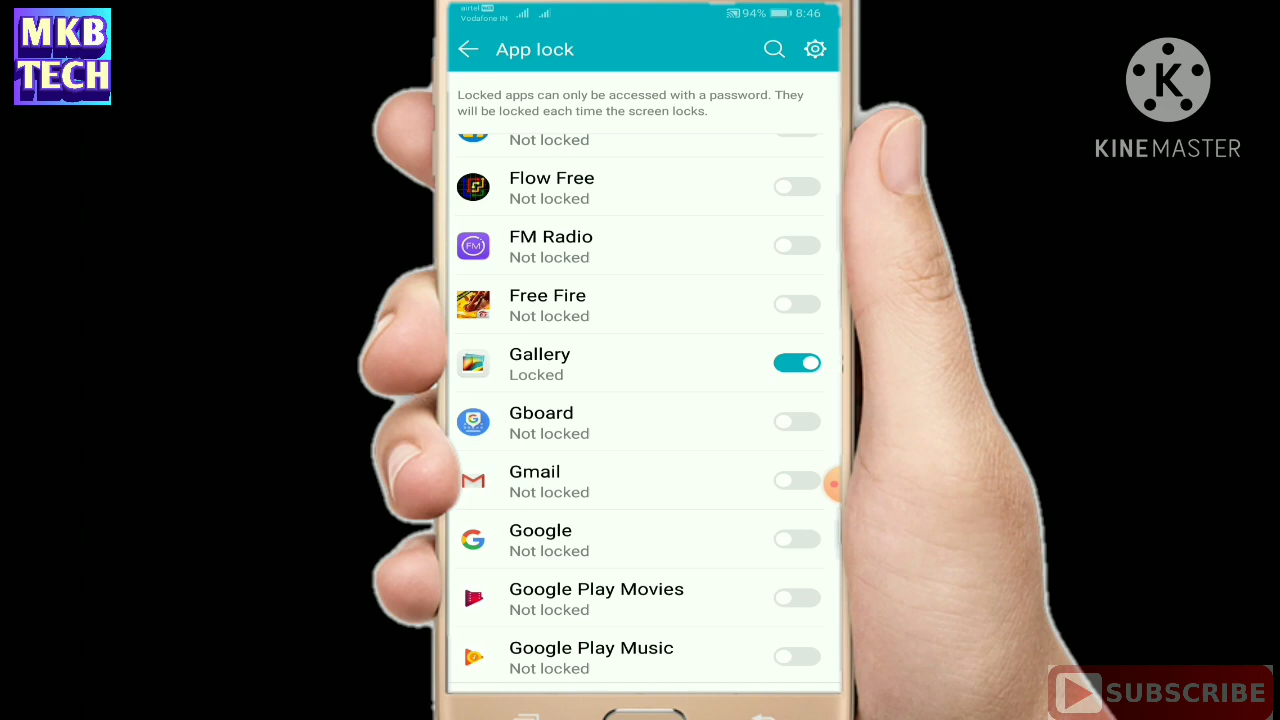 MKB
TECH
airtel
Vodafone IN
94%
8:46
App lock
Locked apps can only be accessed with a password. They
will be locked each time the screen locks.
Not locked
Flow Free
Not locked
FM
FM Radio
Not locked
Free Fire
Not locked
Gallery
Locked
Gboard
Not locked
Gmail
Not locked
Google
Not locked
Google Play Movies
Not locked
Google Play Music
Not locked
K
KINEMASTER
SUBSCRIBE